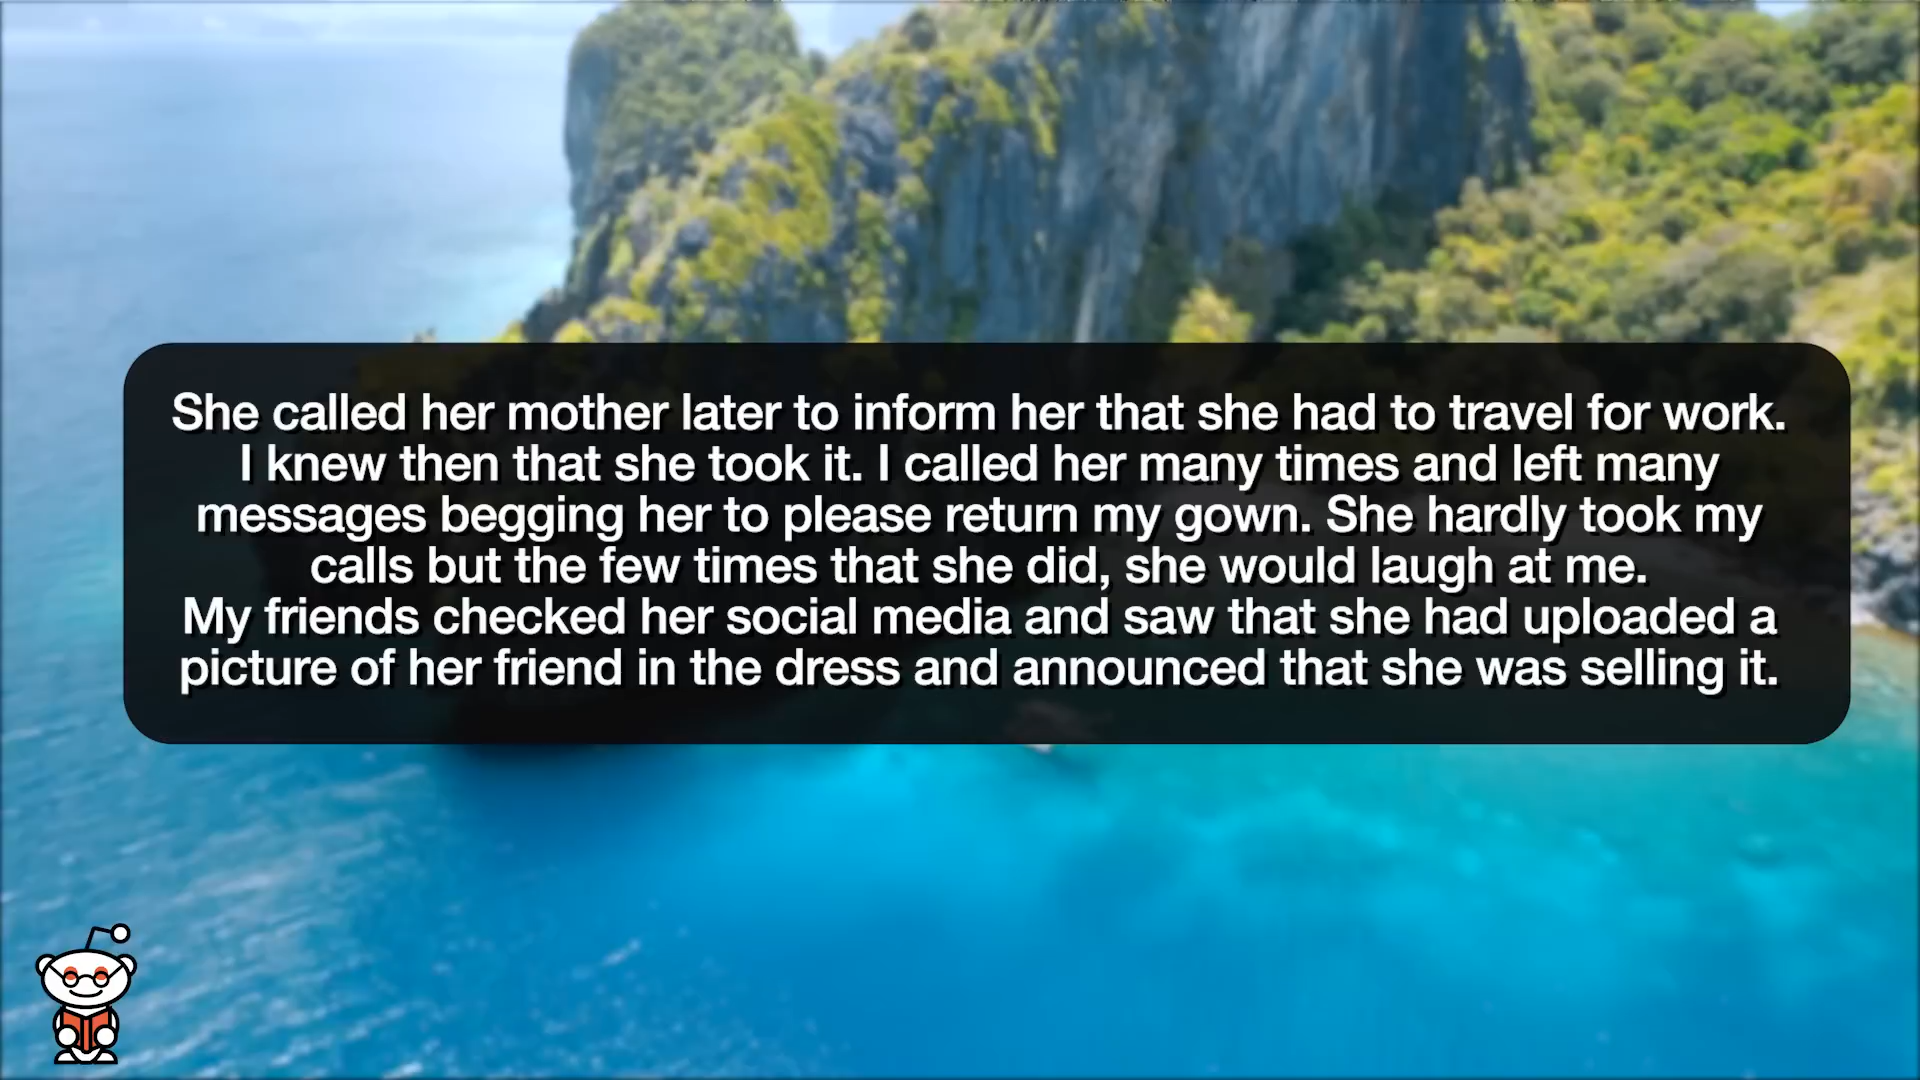 She called her mother later to inform her that she had to travel for work.
I knew then that she took it. I called her many times and left many
messages begging her to please return my gown. She hardly took my
calls but the few times that she did, she would laugh at me.
My friends checked her social media and saw that she had uploaded a
picture of her friend in the dress and announced that she was selling it.